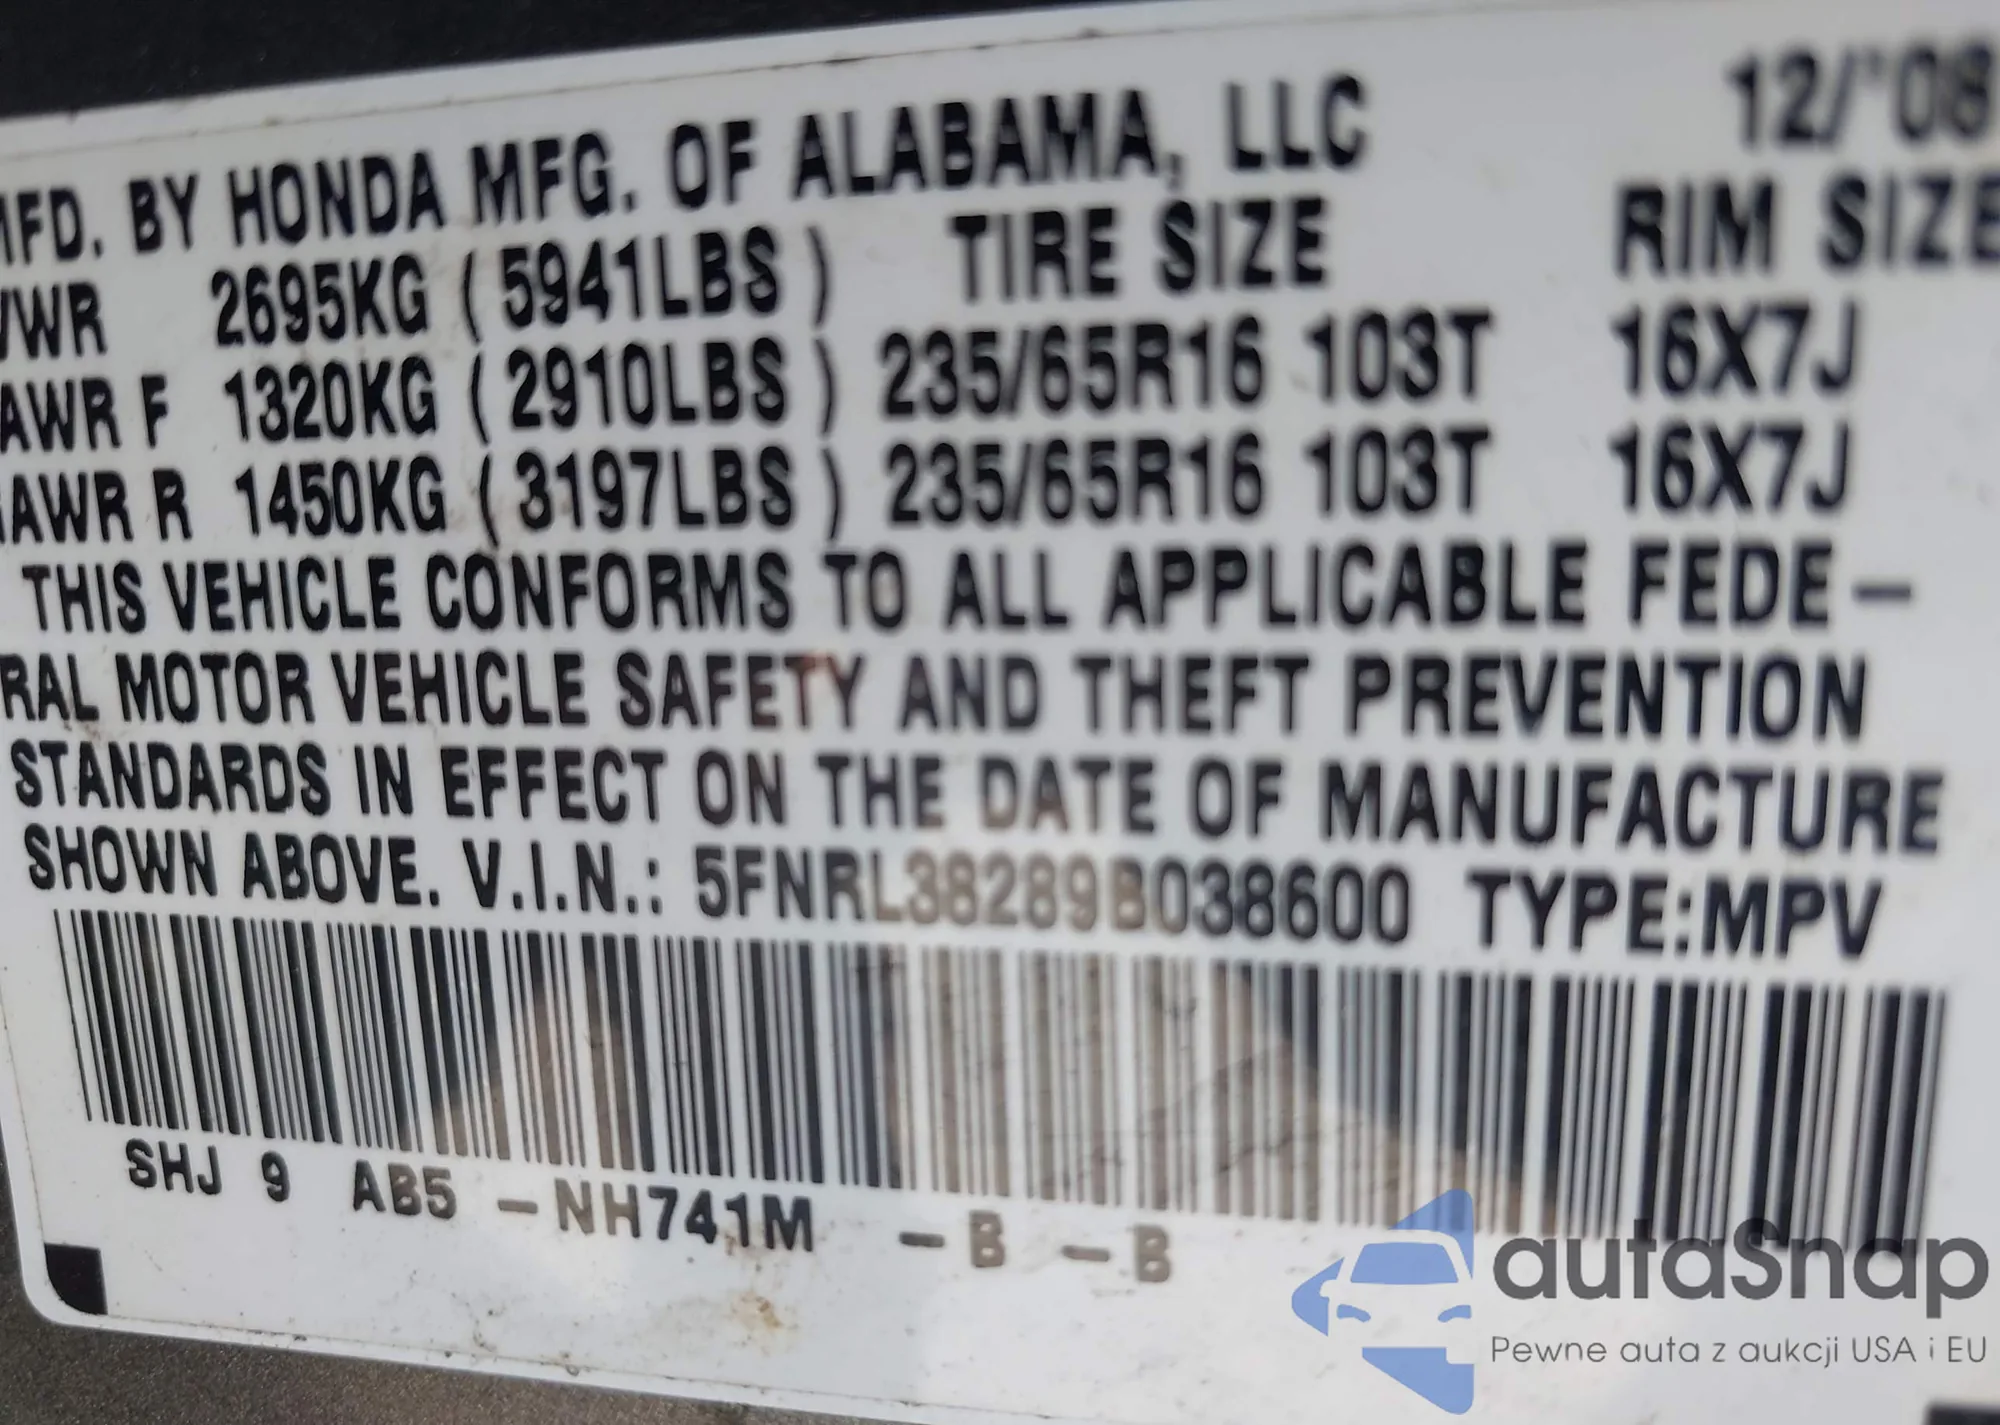 12/'08
MFD. BY HONDA MFG. OF ALABAMA, LLC
VWR 2695KG ( 5941LBS ) TIRE SIZE RIM SIZE
AWR F 1320KG ( 2910LBS ) 235/65R16 103T 16X7J
AWR R 1450KG ( 3197LBS ) 235/65R16 103T 16X7J
THIS VEHICLE CONFORMS TO ALL APPLICABLE FEDE-
RAL MOTOR VEHICLE SAFETY AND THEFT PREVENTION
STANDARDS IN EFFECT ON THE DATE OF MANUFACTURE
SHOWN ABOVE. V.I.N.: 5FNRL38289B038600 TYPE:MPV
SHJ 9 AB5 -NH741M -B -B
autaSnap
Pewne auta z aukcji USA i EU